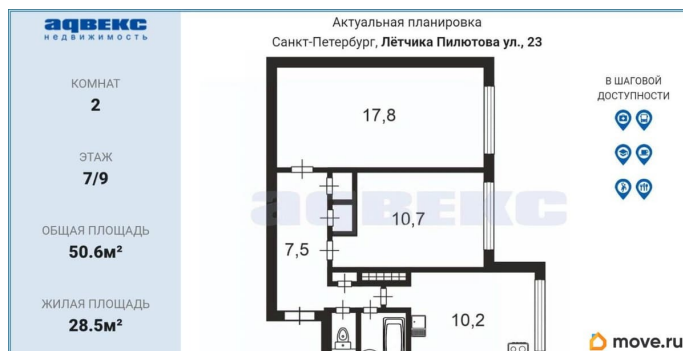 адвекс
НЕДВИЖИМОСТЬ
КОМНАТ
2
ЭТАЖ
7/9
ОБЩАЯ ПЛОЩАДЬ
50.6м²
ЖИЛАЯ ПЛОЩАДЬ
28.5м²
Актуальная планировка
Санкт-Петербург, Лётчика Пилютова ул., 23
17,8
10,7
7,5
10,2
адвекс
В ШАГОВОЙ
ДОСТУПНОСТИ
move.ru